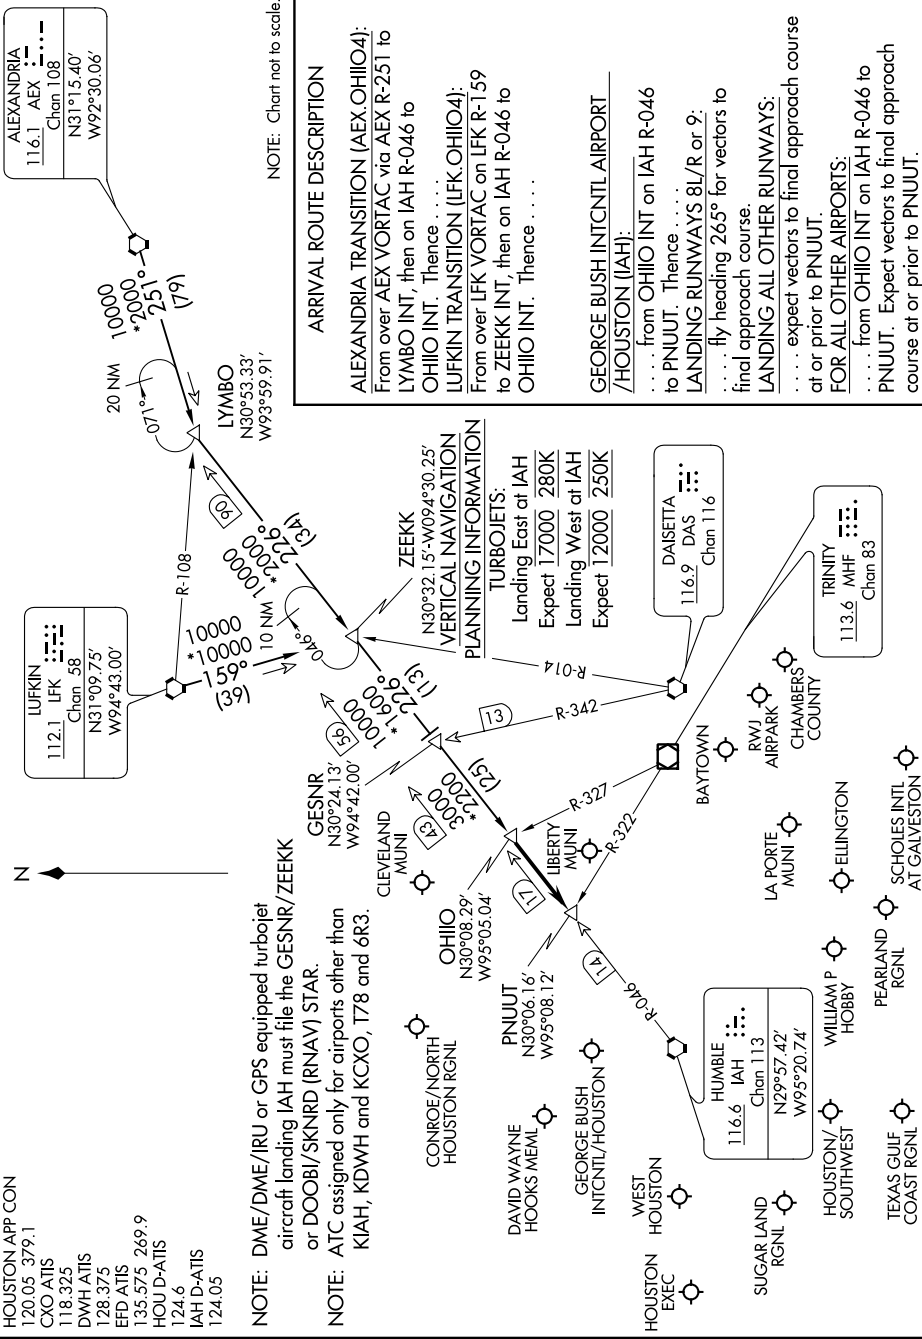 HOUSTON APP CON
120.05 379.1
CXO ATIS
118.325
DWH ATIS
128.375
EFD ATIS
135.575 269.9
HOU D-ATIS
124.6
IAH D-ATIS
124.05
NOTE: DME/DME/IRU or GPS equipped turbojet
aircraft landing IAH must file the GESNR/ZEEKK
or DOOBI/SKNRD (RNAV) STAR.
NOTE: ATC assigned only for airports other than
KIAH, KDWH and KCXO, T78 and 6R3.
N
LUFKIN
112.1 LFK
Chan 58
N31°09.75'
W94°43.00'
ALEXANDRIA
116.1 AEX
Chan 108
N31°15.40'
W92°30.06'
NOTE: Chart not to scale.
10000
*2000
251°
(79)
20 NM
071°
LYMBO
N30°53.33'
W93°59.91'
R-108
90
10000
*2000
226°
(34)
10000
*10000
159°
(39)
10 NM
046°
ZEEKK
N30°32.15'-W094°30.25'
VERTICAL NAVIGATION
PLANNING INFORMATION
TURBOJETS:
Landing East at IAH
Expect 17000 280K
Landing West at IAH
Expect 12000 250K
56
10000
*1600
226°
(13)
GESNR
N30°24.13'
W94°42.00'
R-014
R-342
13
DAISETTA
116.9 DAS
Chan 116
43
3000
*2200
(25)
CLEVELAND
MUNI
OHIIO
N30°08.29'
W95°05.04'
17
LIBERTY
MUNI
R-327
R-322
TRINITY
113.6 MHF
Chan 83
PNUUT
N30°06.16'
W95°08.12'
14
R-046
HUMBLE
116.6 IAH
Chan 113
N29°57.42'
W95°20.74'
CONROE/NORTH
HOUSTON RGNL
DAVID WAYNE
HOOKS MEML
GEORGE BUSH
INTCNTL/HOUSTON
WEST
HOUSTON
HOUSTON
EXEC
SUGAR LAND
RGNL
HOUSTON/
SOUTHWEST
TEXAS GULF
COAST RGNL
WILLIAM P
HOBBY
PEARLAND
RGNL
ELLINGTON
LA PORTE
MUNI
SCHOLES INTL
AT GALVESTON
BAYTOWN
RWJ
AIRPARK
CHAMBERS
COUNTY
ARRIVAL ROUTE DESCRIPTION
ALEXANDRIA TRANSITION (AEX.OHIIO4):
From over AEX VORTAC via AEX R-251 to
LYMBO INT, then on IAH R-046 to
OHIIO INT. Thence . . . .
LUFKIN TRANSITION (LFK.OHIIO4):
From over LFK VORTAC on LFK R-159
to ZEEKK INT, then on IAH R-046 to
OHIIO INT. Thence . . . .
GEORGE BUSH INTCNTL AIRPORT
/HOUSTON (IAH):
. . . . from OHIIO INT on IAH R-046
to PNUUT. Thence . . . .
LANDING RUNWAYS 8L/R or 9:
. . . . fly heading 265° for vectors to
final approach course.
LANDING ALL OTHER RUNWAYS:
. . . . expect vectors to final approach course
at or prior to PNUUT.
FOR ALL OTHER AIRPORTS:
. . . . from OHIIO INT on IAH R-046 to
PNUUT. Expect vectors to final approach
course at or prior to PNUUT.